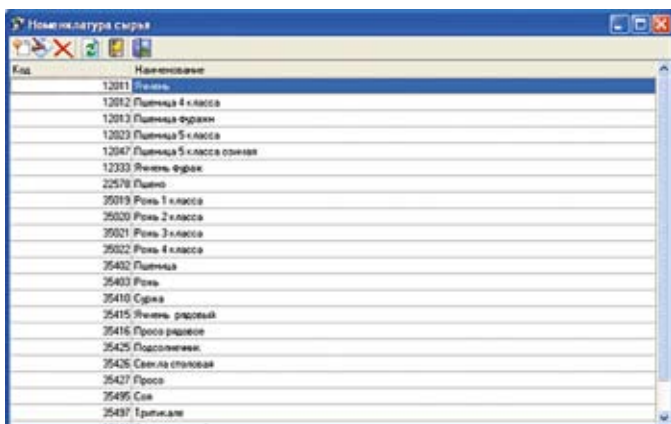 Номенклатура сырья
Код Наименование
12011 Ячмень
12012 Пшеница 4 класса
12013 Пшеница фуражн
12023 Пшеница 5 класса
12047 Пшеница 5 класса озимая
12333 Ячмень фураж
22578 Пшено
35019 Рожь 1 класса
35020 Рожь 2 класса
35021 Рожь 3 класса
35022 Рожь 4 класса
35402 Пшеница
35403 Рожь
35410 Суржа
35415 Ячмень рядовый
35416 Просо рядовое
35425 Подсолнечник
35426 Свекла столовая
35427 Просо
35495 Соя
35497 Тритикале